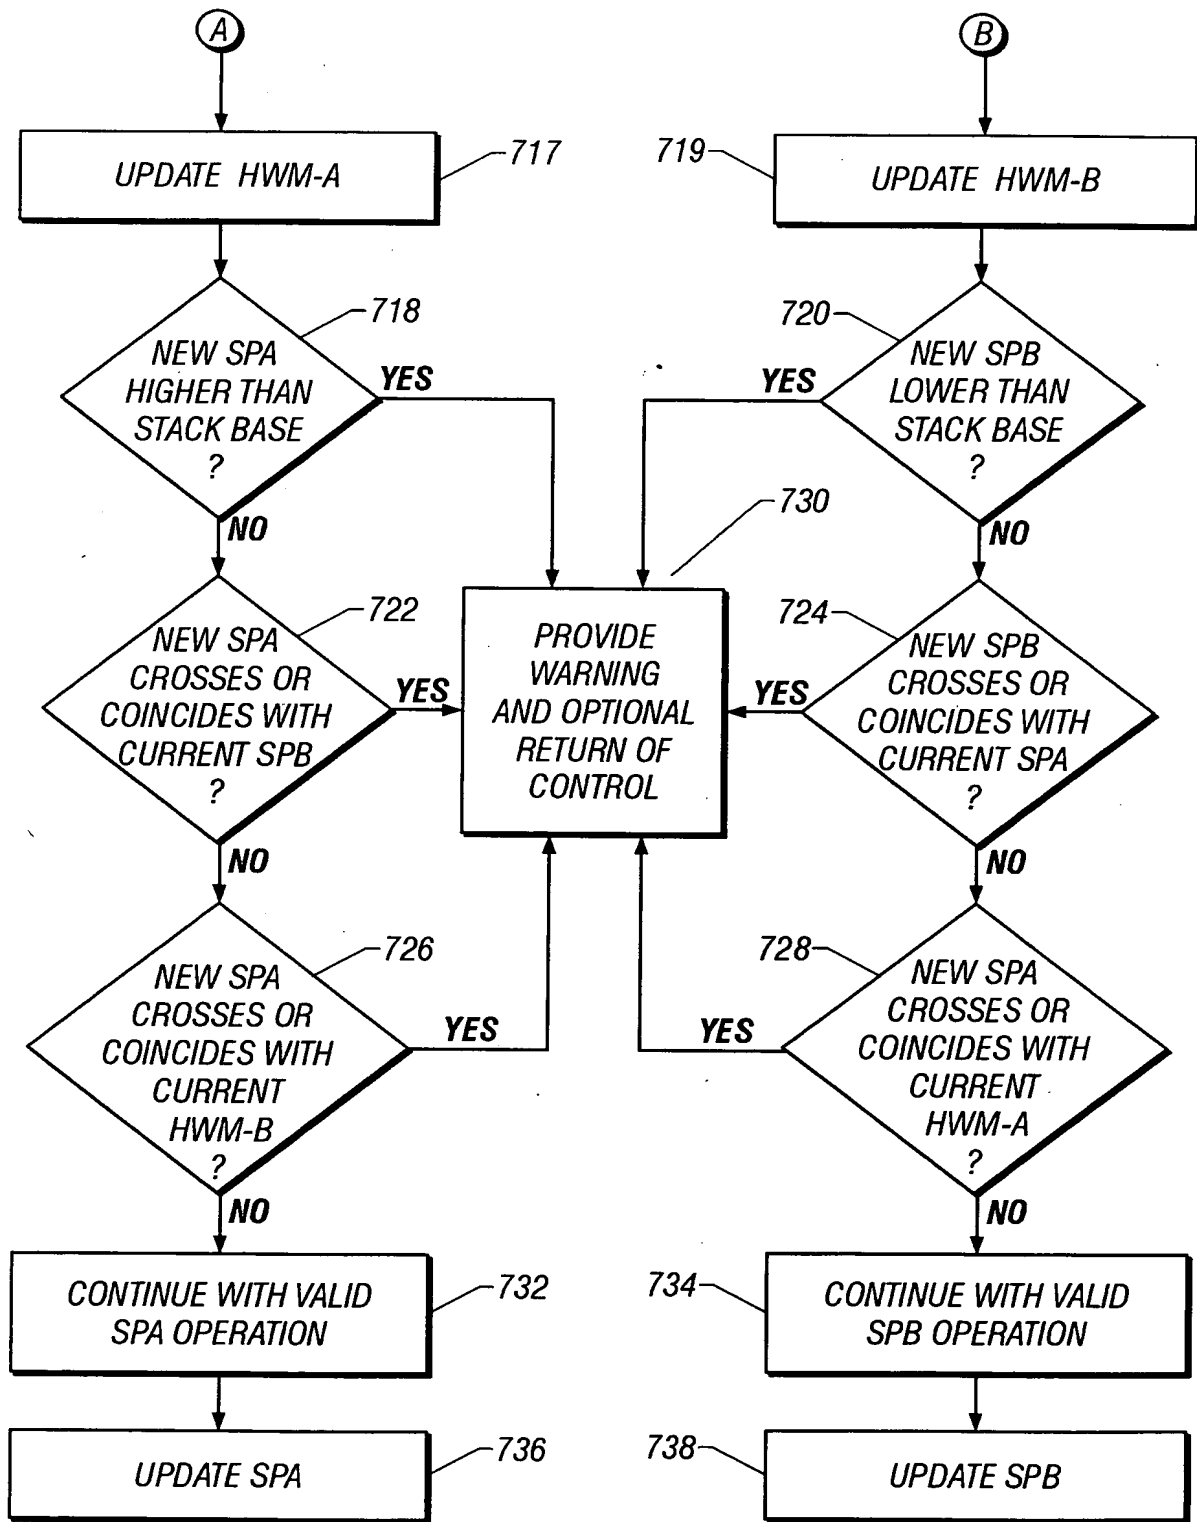 A
UPDATE HWM-A
717
718
NEW SPA
HIGHER THAN
STACK BASE
?
YES
NO
722
NEW SPA
CROSSES OR
COINCIDES WITH
CURRENT SPB
?
YES
NO
726
NEW SPA
CROSSES OR
COINCIDES WITH
CURRENT
HWM-B
?
YES
NO
CONTINUE WITH VALID
SPA OPERATION
732
UPDATE SPA
736
730
PROVIDE
WARNING
AND OPTIONAL
RETURN OF
CONTROL
B
719
UPDATE HWM-B
720
NEW SPB
LOWER THAN
STACK BASE
?
YES
NO
724
NEW SPB
CROSSES OR
COINCIDES WITH
CURRENT SPA
?
YES
NO
728
NEW SPA
CROSSES OR
COINCIDES WITH
CURRENT
HWM-A
?
YES
NO
734
CONTINUE WITH VALID
SPB OPERATION
738
UPDATE SPB